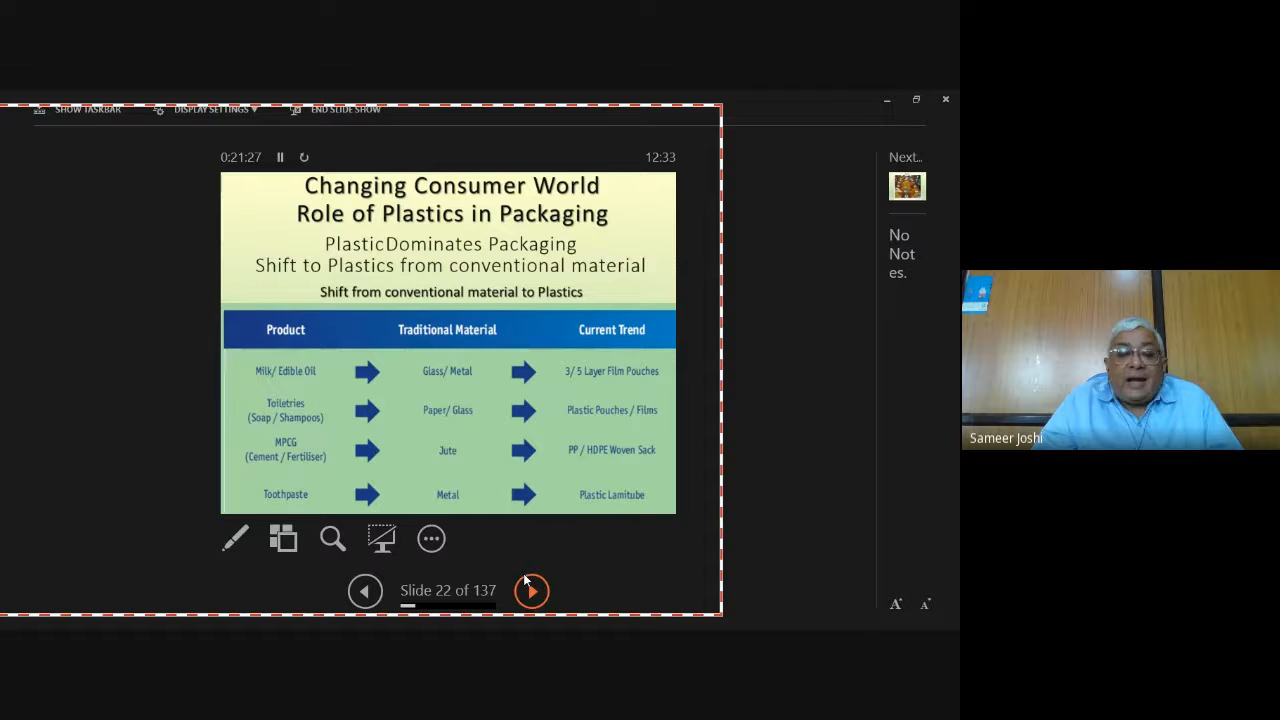 SHOW TASKBAR DISPLAY SETTINGS END SLIDE SHOW
0:21:27 12:33
Changing Consumer World
Role of Plastics in Packaging
PlasticDominates Packaging
Shift to Plastics from conventional material
Shift from conventional material to Plastics
Product Traditional Material Current Trend
Milk/ Edible Oil Glass/ Metal 3/ 5 Layer Film Pouches
Toiletries
(Soap / Shampoos) Paper/ Glass Plastic Pouches / Films
MPCG
(Cement / Fertiliser) Jute PP / HDPE Woven Sack
Toothpaste Metal Plastic Lamitube
Slide 22 of 137
Next...
No
Not
es.
A A
Sameer Joshi